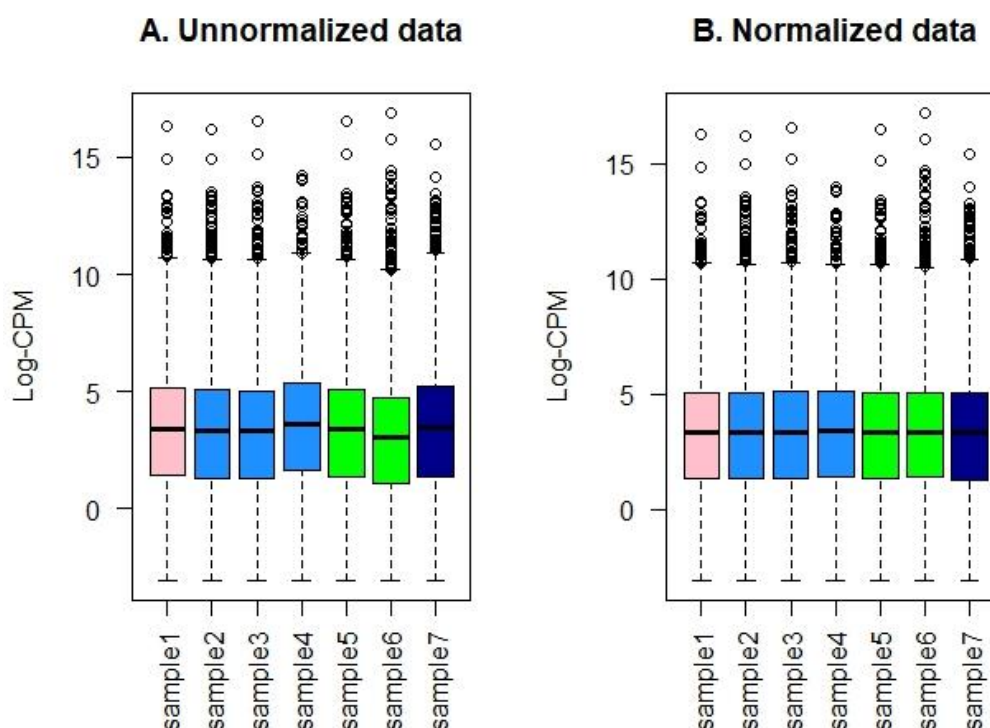 A. Unnormalized data
Log-CPM
15
10
5
0
sample1
sample2
sample3
sample4
sample5
sample6
sample7
B. Normalized data
Log-CPM
15
10
5
0
sample1
sample2
sample3
sample4
sample5
sample6
sample7